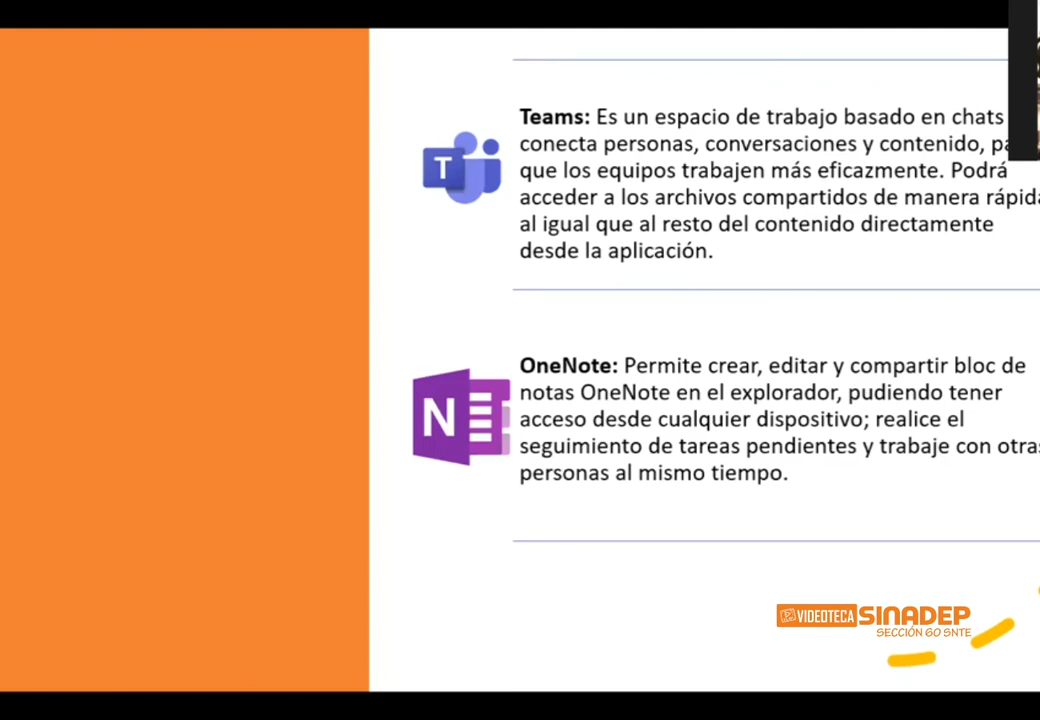 Teams: Es un espacio de trabajo basado en chats
conecta personas, conversaciones y contenido,
que los equipos trabajen más eficazmente. Podrá
acceder a los archivos compartidos de manera rápida
al igual que al resto del contenido directamente
desde la aplicación.
T
OneNote: Permite crear, editar y compartir bloc de
notas OneNote en el explorador, pudiendo tener
acceso desde cualquier dispositivo; realice el
seguimiento de tareas pendientes y trabaje con otras
personas al mismo tiempo.
N
VIDEOTECA SINADEP
SECCIÓN 60 SNTE